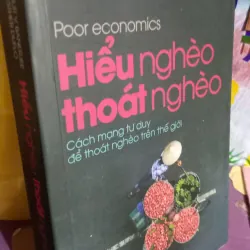 Poor economics
Hiểu nghèo
thoát nghèo
Cách mạng tư duy
để thoát nghèo trên thế giới